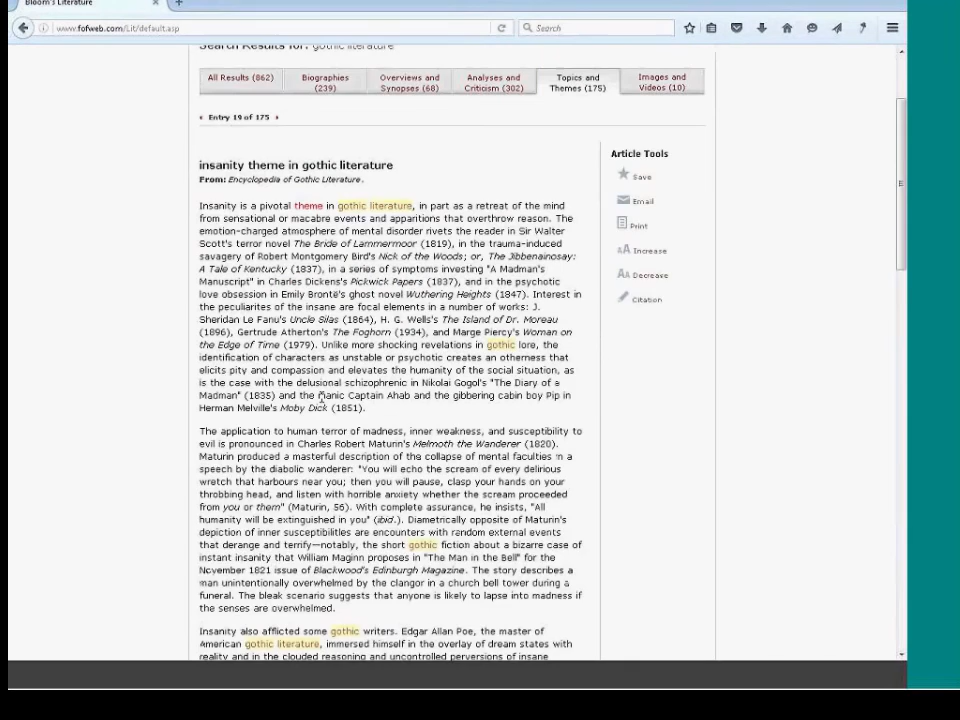 Bloom's Literature
www.fofweb.com/Lit/default.asp
Search
Search Results for: gothic literature
All Results (862)
Biographies
(239)
Overviews and
Synopses (68)
Analyses and
Criticism (302)
Topics and
Themes (175)
Images and
Videos (10)
Entry 19 of 175
insanity theme in gothic literature
From: Encyclopedia of Gothic Literature.
Insanity is a pivotal theme in gothic literature, in part as a retreat of the mind
from sensational or macabre events and apparitions that overthrow reason. The
emotion-charged atmosphere of mental disorder rivets the reader in Sir Walter
Scott's terror novel The Bride of Lammermoor (1819), in the trauma-induced
savagery of Robert Montgomery Bird's Nick of the Woods; or, The Jibbenainosay:
A Tale of Kentucky (1837), in a series of symptoms investing "A Madman's
Manuscript" in Charles Dickens's Pickwick Papers (1837), and in the psychotic
love obsession in Emily Brontë's ghost novel Wuthering Heights (1847). Interest in
the peculiarities of the insane are focal elements in a number of works: J.
Sheridan Le Fanu's Uncle Silas (1864), H. G. Wells's The Island of Dr. Moreau
(1896), Gertrude Atherton's The Foghorn (1934), and Marge Piercy's Woman on
the Edge of Time (1979). Unlike more shocking revelations in gothic lore, the
identification of characters as unstable or psychotic creates an otherness that
elicits pity and compassion and elevates the humanity of the social situation, as
is the case with the delusional schizophrenic in Nikolai Gogol's "The Diary of a
Madman" (1835) and the manic Captain Ahab and the gibbering cabin boy Pip in
Herman Melville's Moby Dick (1851).
The application to human terror of madness, inner weakness, and susceptibility to
evil is pronounced in Charles Robert Maturin's Melmoth the Wanderer (1820).
Maturin produced a masterful description of the collapse of mental faculties in a
speech by the diabolic wanderer: "You will echo the scream of every delirious
wretch that harbours near you; then you will pause, clasp your hands on your
throbbing head, and listen with horrible anxiety whether the scream proceeded
from you or them" (Maturin, 56). With complete assurance, he insists, "All
humanity will be extinguished in you" (ibid.). Diametrically opposite of Maturin's
depiction of inner susceptibilities are encounters with random external events
that derange and terrify—notably, the short gothic fiction about a bizarre case of
instant insanity that William Maginn proposes in "The Man in the Bell" for the
November 1821 issue of Blackwood's Edinburgh Magazine. The story describes a
man unintentionally overwhelmed by the clangor in a church bell tower during a
funeral. The bleak scenario suggests that anyone is likely to lapse into madness if
the senses are overwhelmed.
Insanity also afflicted some gothic writers. Edgar Allan Poe, the master of
American gothic literature, immersed himself in the overlay of dream states with
reality and in the clouded reasoning and uncontrolled perversions of insane
Article Tools
Save
Email
Print
Increase
Decrease
Citation